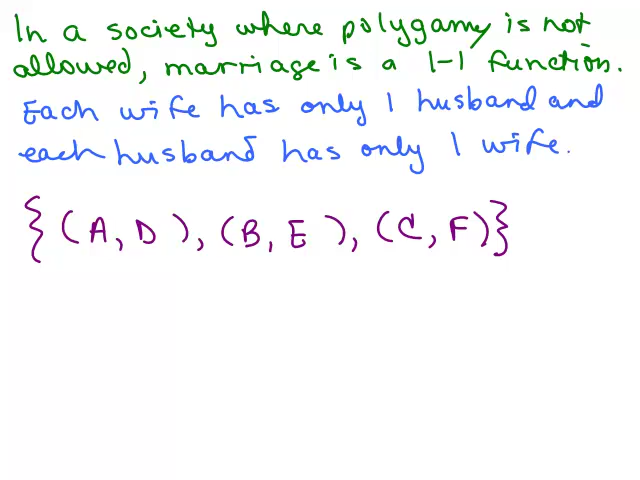 In a society where polygamy is not
allowed, marriage is a 1-1 function.
Each wife has only 1 husband and
each husband has only 1 wife.
{(A, D), (B, E), (C, F)}